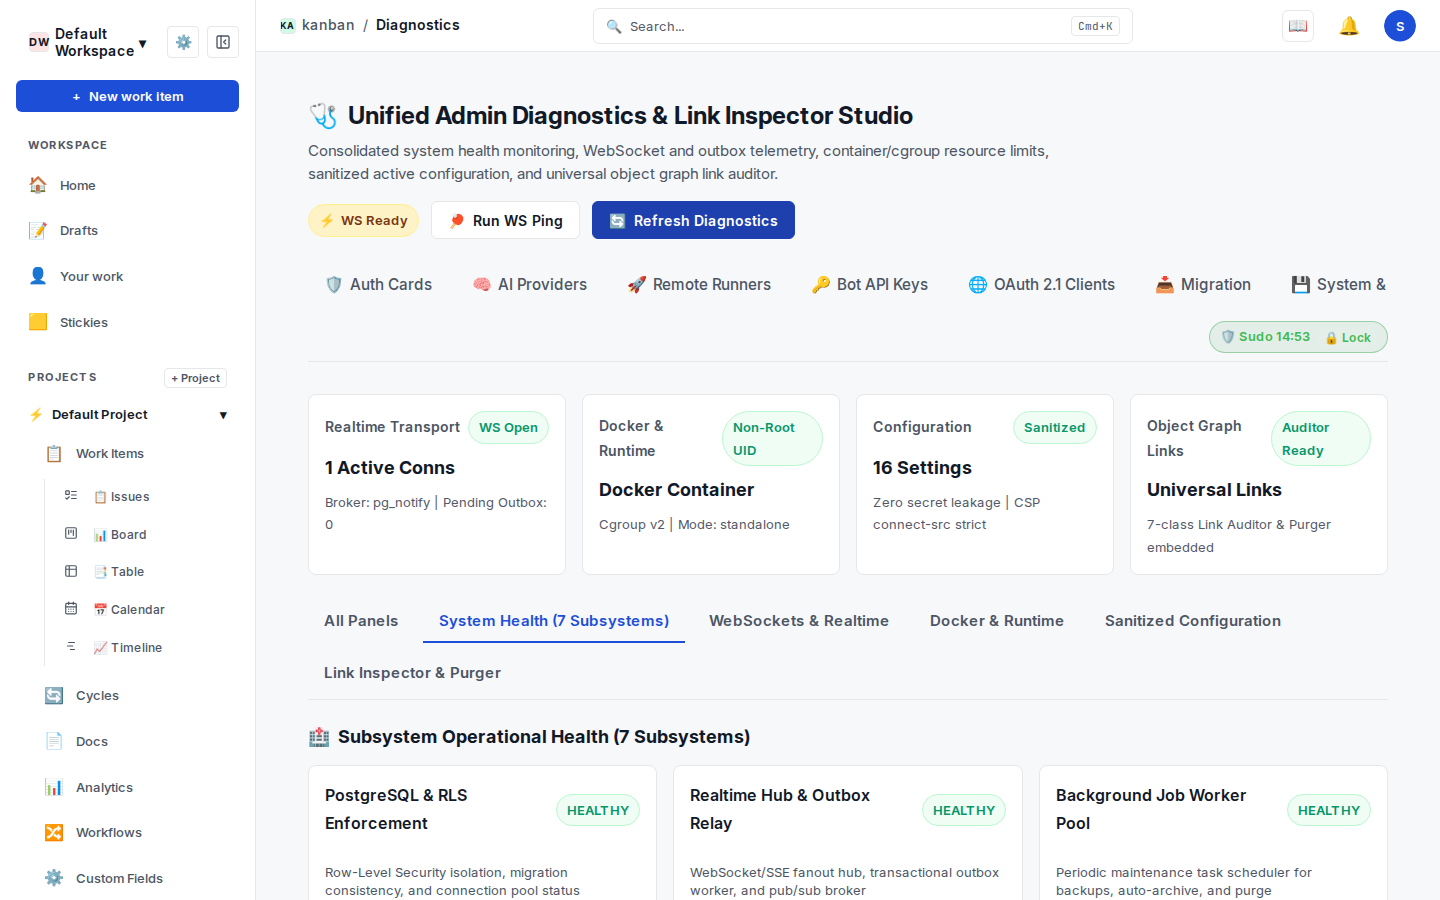 DW Default Workspace ▾
+ New work item
WORKSPACE
Home
Drafts
Your work
Stickies
PROJECTS + Project
Default Project ▾
Work Items
Issues
Board
Table
Calendar
Timeline
Cycles
Docs
Analytics
Workflows
Custom Fields
KA kanban / Diagnostics
Search... Cmd+K
S
Unified Admin Diagnostics & Link Inspector Studio
Consolidated system health monitoring, WebSocket and outbox telemetry, container/cgroup resource limits,
sanitized active configuration, and universal object graph link auditor.
WS Ready Run WS Ping Refresh Diagnostics
Auth Cards AI Providers Remote Runners Bot API Keys OAuth 2.1 Clients Migration System &
Sudo 14:53 Lock
Realtime Transport WS Open
1 Active Conns
Broker: pg_notify | Pending Outbox:
0
Docker &
Runtime
Non-Root
UID
Docker Container
Cgroup v2 | Mode: standalone
Configuration Sanitized
16 Settings
Zero secret leakage | CSP
connect-src strict
Object Graph
Links
Auditor
Ready
Universal Links
7-class Link Auditor & Purger
embedded
All Panels System Health (7 Subsystems) WebSockets & Realtime Docker & Runtime Sanitized Configuration
Link Inspector & Purger
Subsystem Operational Health (7 Subsystems)
PostgreSQL & RLS
Enforcement
HEALTHY
Row-Level Security isolation, migration
consistency, and connection pool status
Realtime Hub & Outbox
Relay
HEALTHY
WebSocket/SSE fanout hub, transactional outbox
worker, and pub/sub broker
Background Job Worker
Pool
HEALTHY
Periodic maintenance task scheduler for
backups, auto-archive, and purge